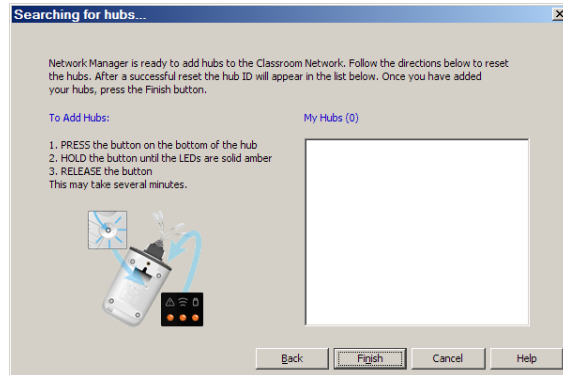 Searching for hubs...
Network Manager is ready to add hubs to the Classroom Network. Follow the directions below to reset
the hubs. After a successful reset the hub ID will appear in the list below. Once you have added
your hubs, press the Finish button.
To Add Hubs:
1. PRESS the button on the bottom of the hub
2. HOLD the button until the LEDs are solid amber
3. RELEASE the button
This may take several minutes.
My Hubs (0)
Back Finish Cancel Help